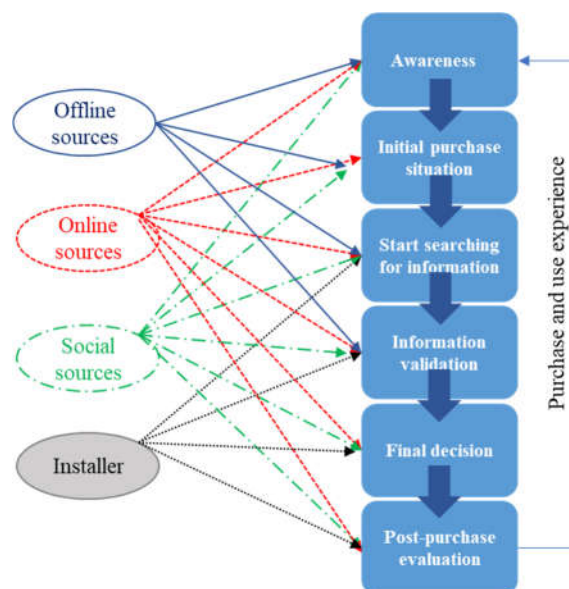 Offline
sources
Online
sources
Social
sources
Installer
Awareness
Initial purchase
situation
Start searching
for information
Information
validation
Final decision
Post-purchase
evaluation
Purchase and use experience